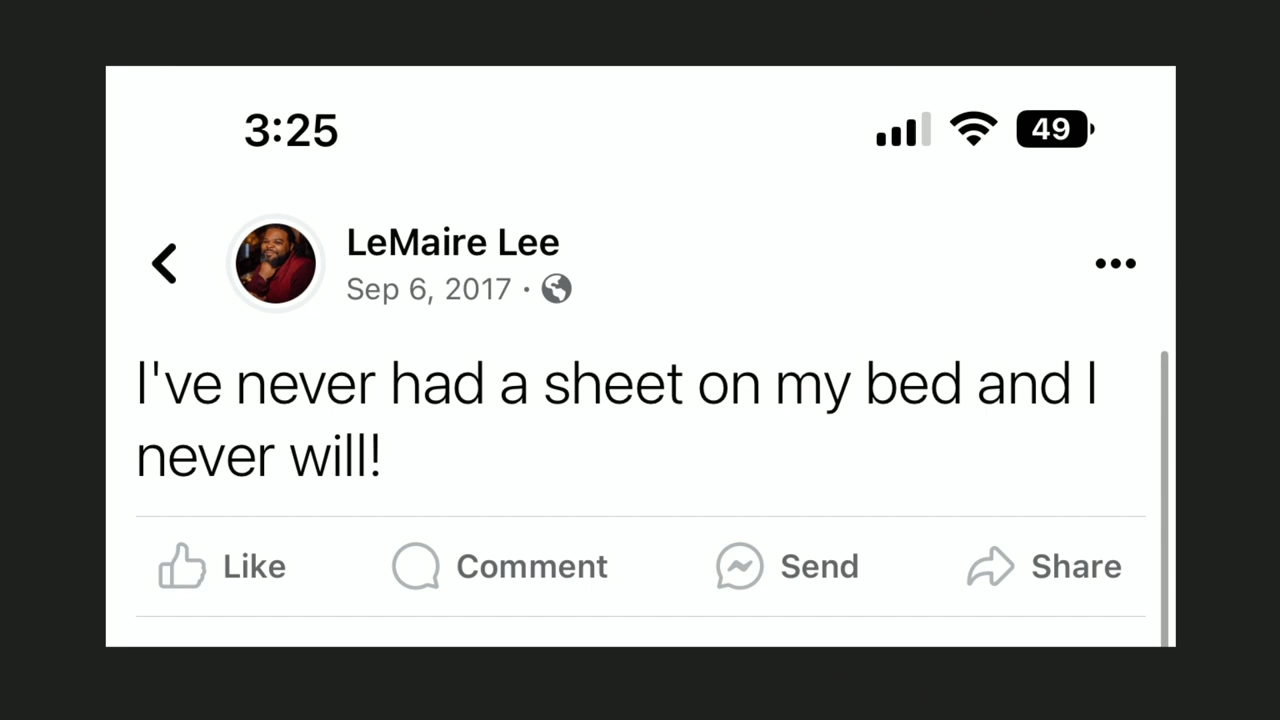 3:25
49
LeMaire Lee
Sep 6, 2017 ·
I've never had a sheet on my bed and I
never will!
Like Comment Send Share